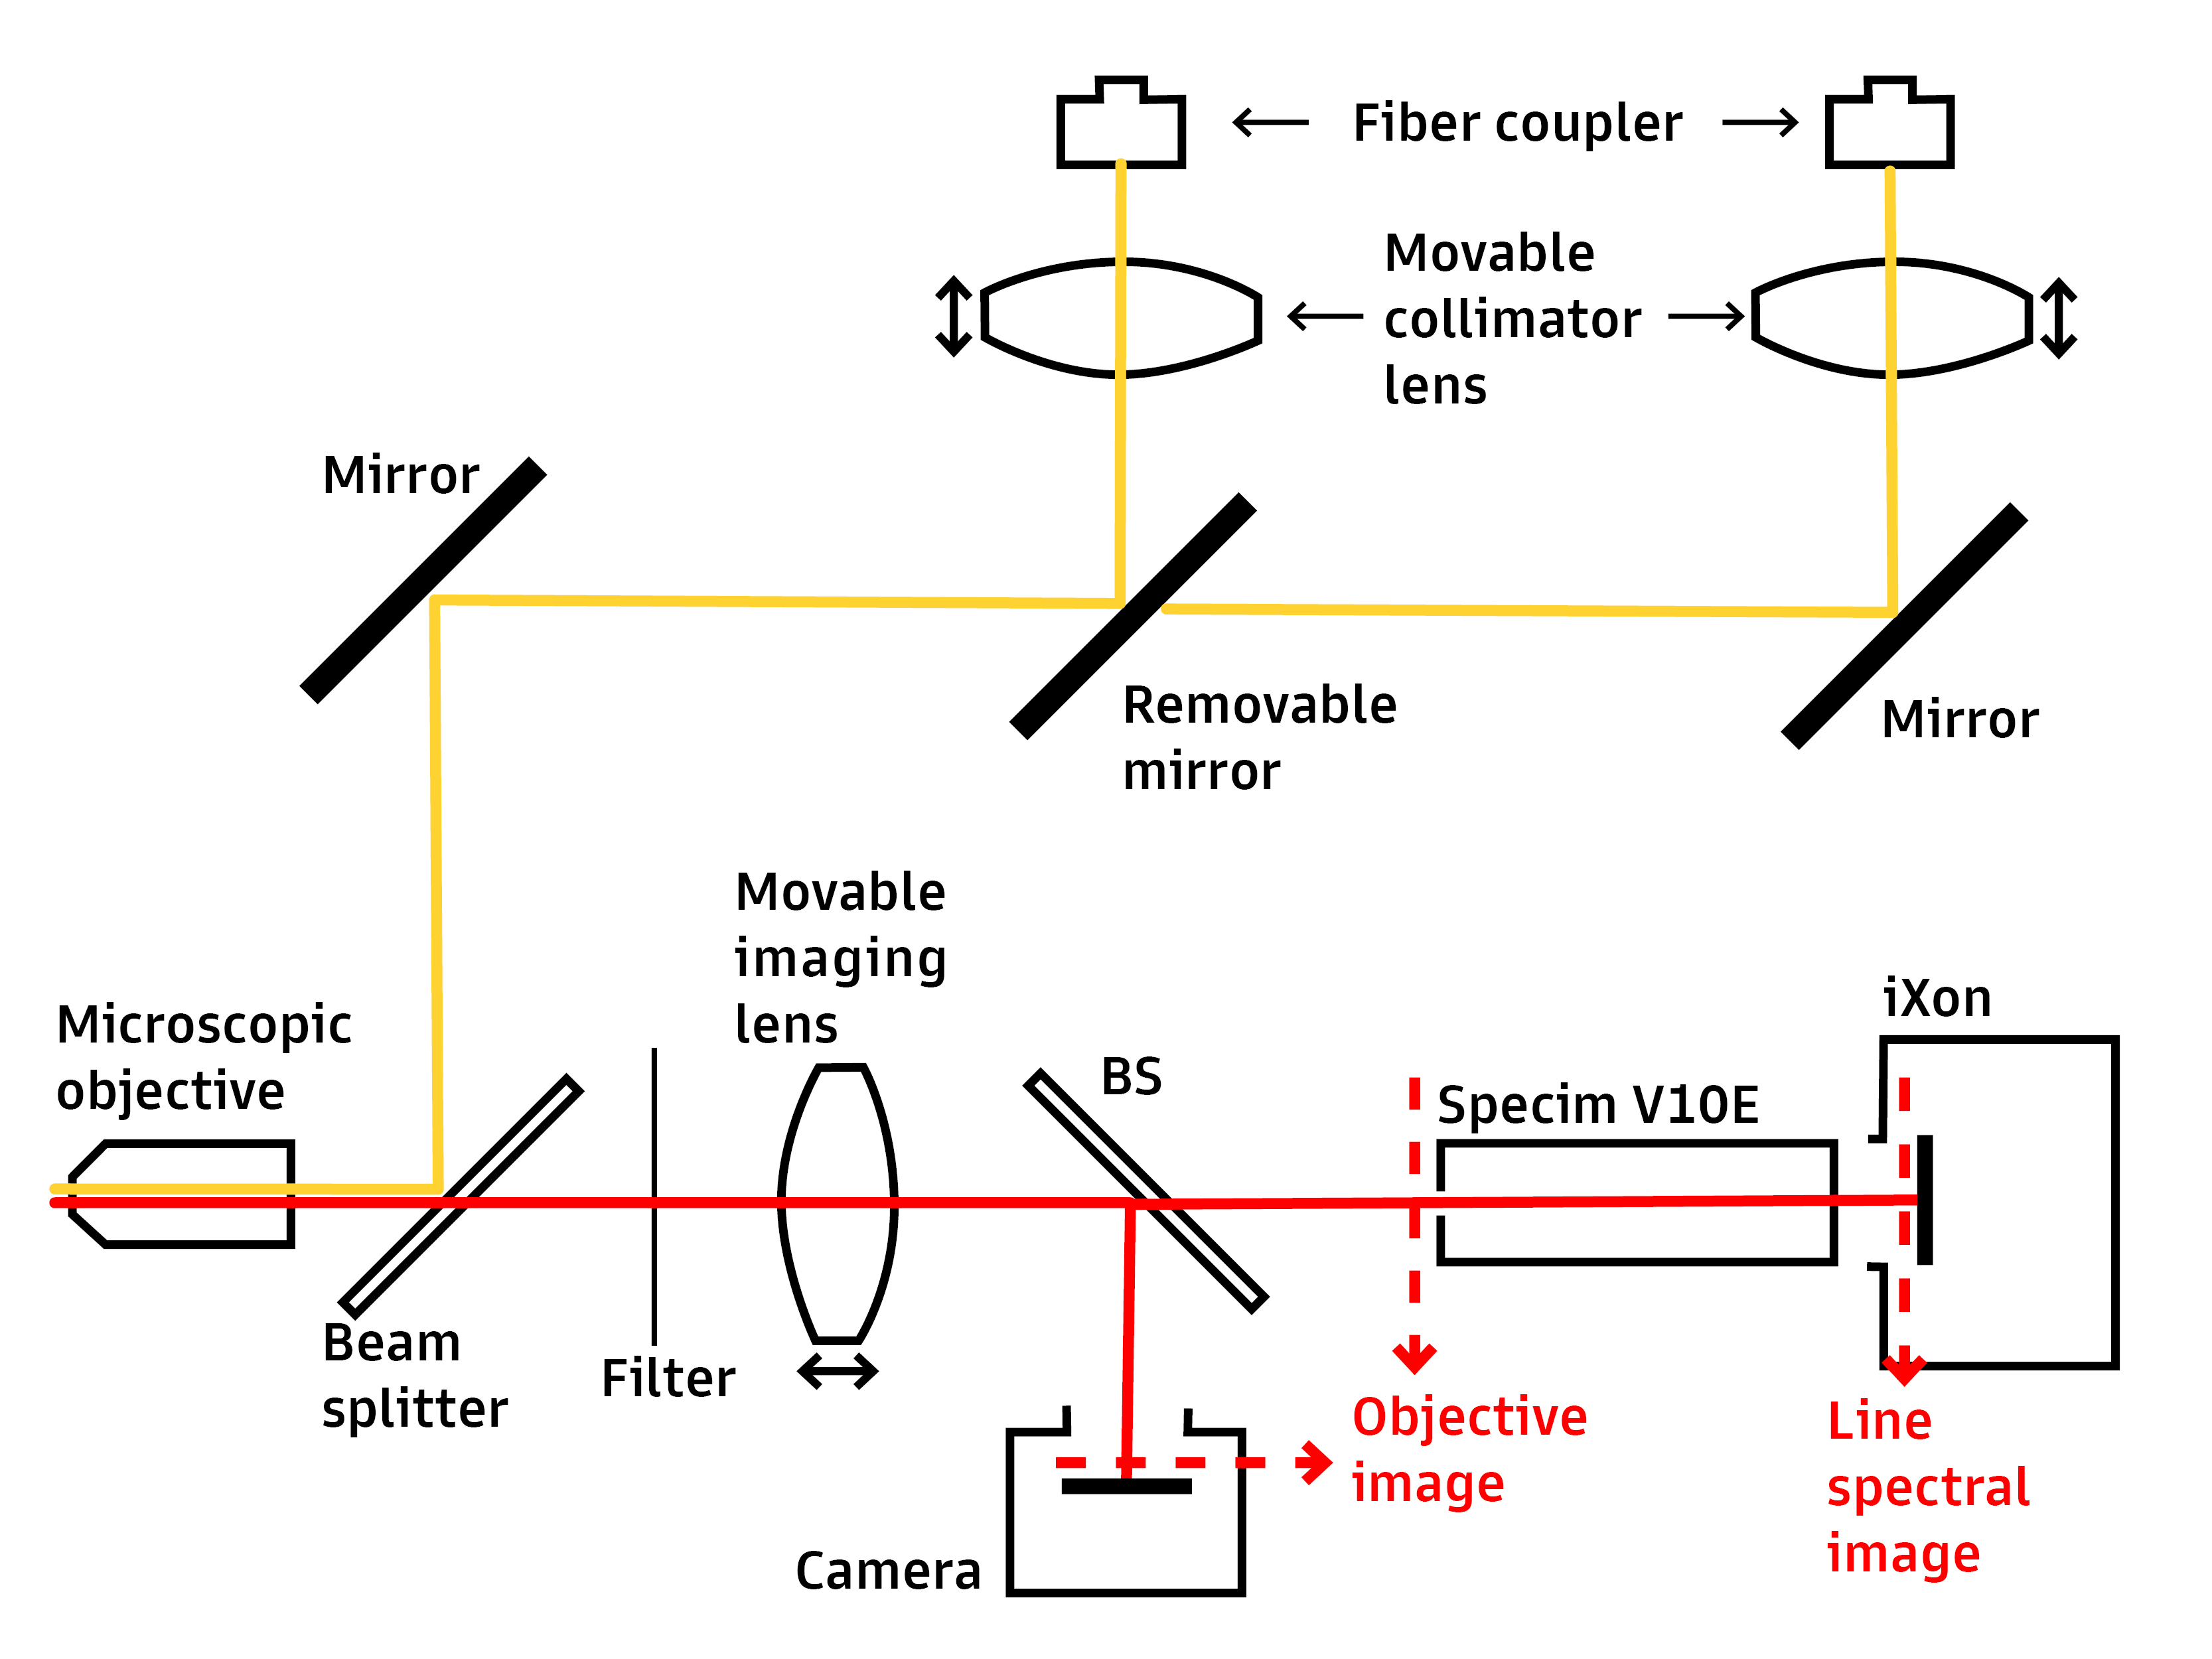 Fiber coupler
Movable
collimator
lens
Mirror
Removable
mirror
Mirror
Movable
imaging
lens
Microscopic
objective
BS
iXon
Specim V10E
Beam
splitter
Filter
Objective
image
Line
spectral
image
Camera